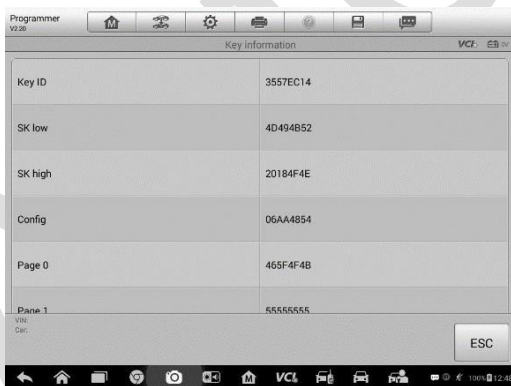 Programmer
V2.20
Key information
VCI
Key ID 3557EC14
SK low 4D494B52
SK high 20184F4E
Config 06AA4854
Page 0 465F4F4B
Page 1 55555555
VIN:
Car:
ESC
M VCI 100% 12:48